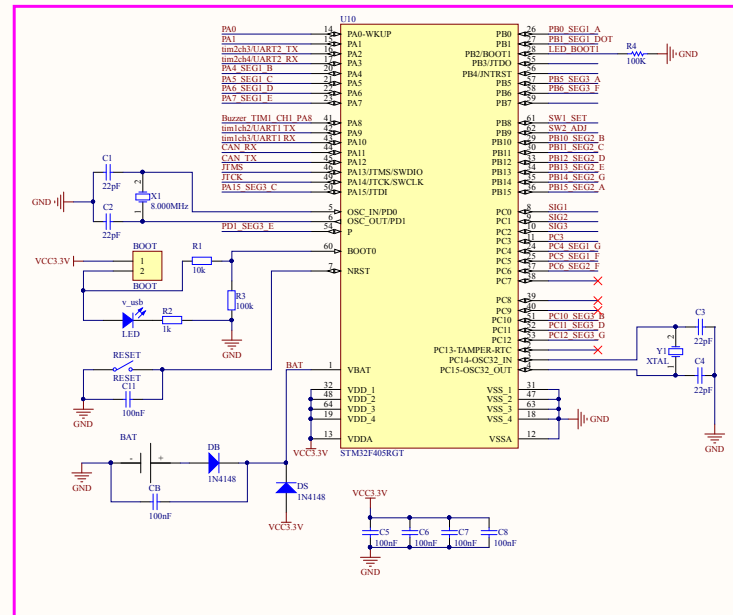 U10
PA0 14 PA0-WKUP PB0 26 PB0_SEG1_A
PA1 15 PA1 PB1 27 PB1_SEG1_DOT
tim2ch3/UART2_TX 16 PA2 PB2/BOOT1 28 LED_BOOT1
tim2ch4/UART2_RX 17 PA3 PB3/JTDO 55
PA4_SEG1_B 20 PA4 PB4/JNTRST 56
PA5_SEG1_C 21 PA5 PB5 57 PB5_SEG3_A
PA6_SEG1_D 22 PA6 PB6 58 PB6_SEG3_F
PA7_SEG1_E 23 PA7 PB7 59
R4
100K
GND
Buzzer_TIM1_CH1_PA8 41 PA8 PB8 61 SW1_SET
tim1ch2/UART1 TX 42 PA9 PB9 62 SW2_ADJ
tim1ch3/UART1 RX 43 PA10 PB10 29 PB10_SEG2_B
CAN_RX 44 PA11 PB11 30 PB11_SEG2_C
CAN_TX 45 PA12 PB12 33 PB12_SEG2_D
JTMS 46 PA13/JTMS/SWDIO PB13 34 PB13_SEG2_E
JTCK 49 PA14/JTCK/SWCLK PB14 35 PB14_SEG2_G
PA15_SEG3_C 50 PA15/JTDI PB15 36 PB15_SEG2_A
C1
22pF
GND
X1
8.000MHz
1 2
C2
22pF
5 OSC_IN/PD0 PC0 8 SIG1
6 OSC_OUT/PD1 PC1 9 SIG2
PD1_SEG3_E 54 P PC2 10 SIG3
PC3 11 PC3
60 BOOT0 PC4 24 PC4_SEG1_G
PC5 25 PC5_SEG1_F
7 NRST PC6 37 PC6_SEG2_F
PC7 38
PC8 39
PC9 40
PC10 51 PC10_SEG3_B
PC11 52 PC11_SEG3_D
PC12 53 PC12_SEG3_G
PC13-TAMPER-RTC 2
PC14-OSC32_IN 3
PC15-OSC32_OUT 4
VCC3.3V
BOOT
1
2
BOOT
R1
10k
R3
100k
v_usb
LED
R2
1k
GND
RESET
RESET
C11
100nF
GND
C3
22pF
Y1
XTAL
1 2
C4
22pF
GND
BAT 1 VBAT
32 VDD_1 VSS_1 31
48 VDD_2 VSS_2 47
64 VDD_3 VSS_3 63
19 VDD_4 VSS_4 18 GND
13 VDDA VSSA 12
VCC3.3V
STM32F405RGT
BAT
- +
DB
1N4148
GND
CB
100nF
DS
1N4148
VCC3.3V
VCC3.3V
C5 C6 C7 C8
100nF 100nF 100nF 100nF
GND